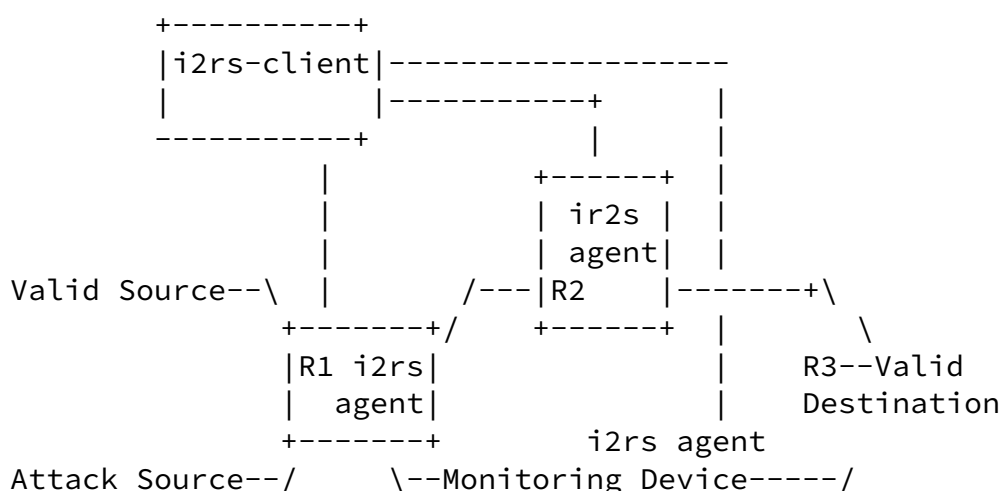 +----------+
|i2rs-client|-------------------
|           |-----------+       |
-----------+            |       |
         |           +------+   |
         |           | ir2s |   |
         |           |  agent|  |
Valid Source--\  |       /---|R2    |-------+\
+-------+/    +------+  |       \
|R1 i2rs|               |    R3--Valid
|  agent|               |    Destination
+-------+        i2rs agent
Attack Source--/     \--Monitoring Device-----/